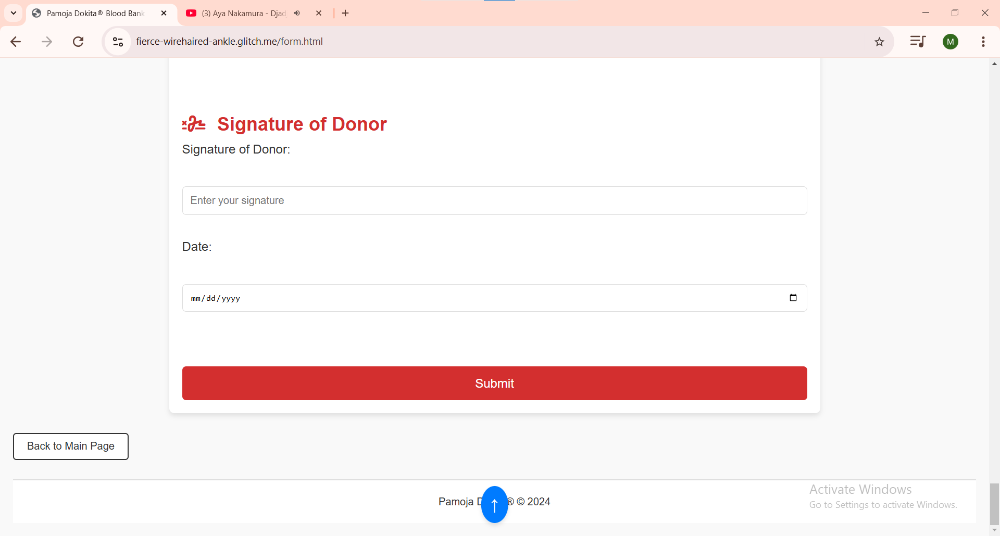 Pamoja Dokita® Blood Bank
(3) Aya Nakamura - Djad
fierce-wirehaired-ankle.glitch.me/form.html
M
Signature of Donor
Signature of Donor:
Enter your signature
Date:
mm/dd/yyyy
Submit
Back to Main Page
Pamoja D ® © 2024
Activate Windows
Go to Settings to activate Windows.